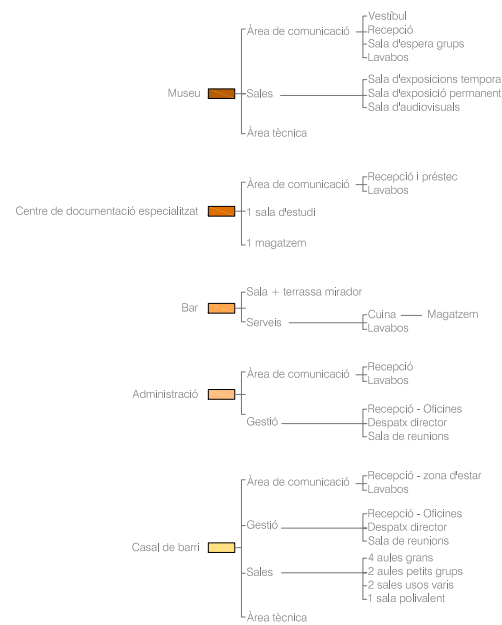 Vestíbul
Àrea de comunicació
Recepció
Sala d'espera grups
Lavabos
Sala d'exposicions tempora
Museu
Sales
Sala d'exposició permanent
Sala d'audiovisuals
Àrea tècnica
Recepció i préstec
Àrea de comunicació
Lavabos
Centre de documentació especialitzat
1 sala d'estudi
1 magatzem
Sala + terrassa mirador
Bar
Cuina
Magatzem
Serveis
Lavabos
Recepció
Àrea de comunicació
Lavabos
Administració
Recepció - Oficines
Gestió
Despatx director
Sala de reunions
Recepció - zona d'estar
Àrea de comunicació
Lavabos
Recepció - Oficines
Gestió
Despatx director
Sala de reunions
Casal de barri
4 aules grans
Sales
2 aules petits grups
2 sales usos varis
1 sala polivalent
Àrea tècnica